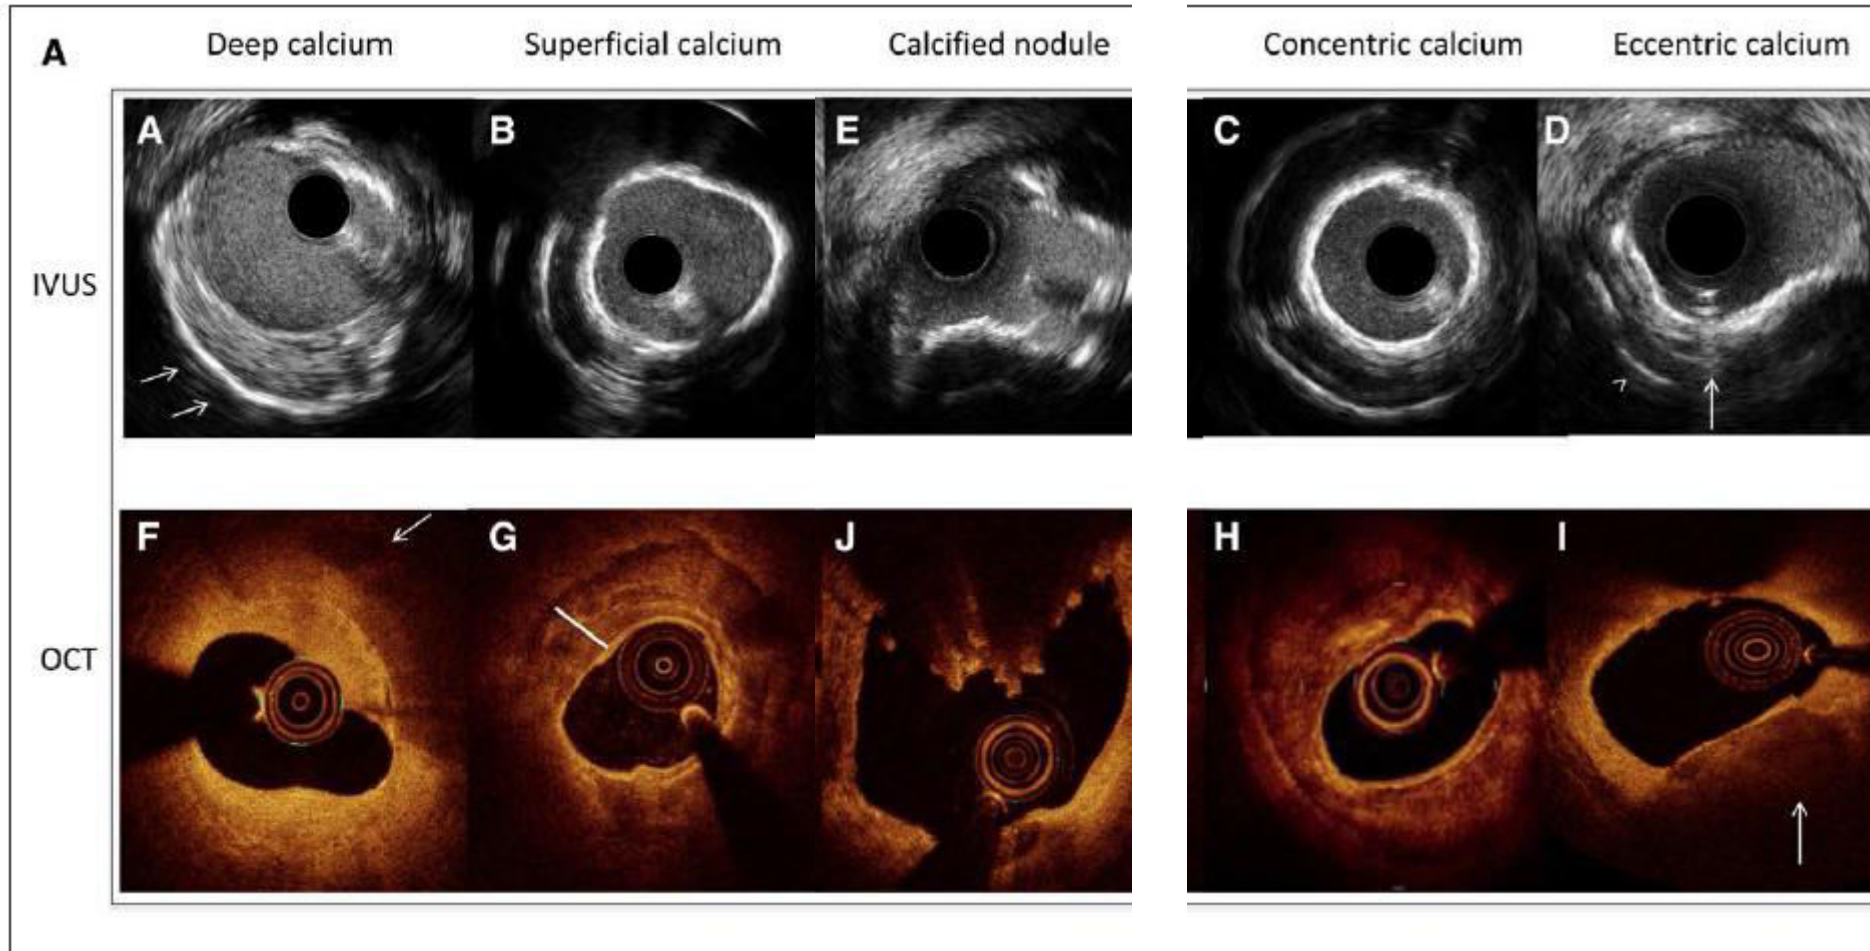 A Deep calcium Superficial calcium Calcified nodule Concentric calcium Eccentric calcium
A B E C D
IVUS
F G J H I
OCT